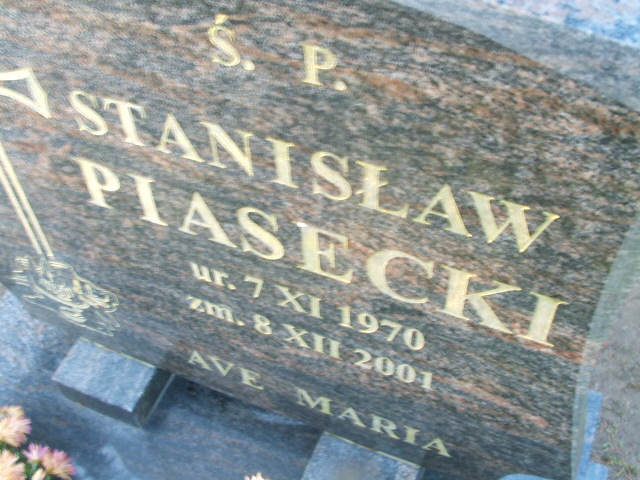 Ś. P.
STANISŁAW
PIASECKI
ur. 7 XI 1970
zm. 8 XII 2001
AVE MARIA